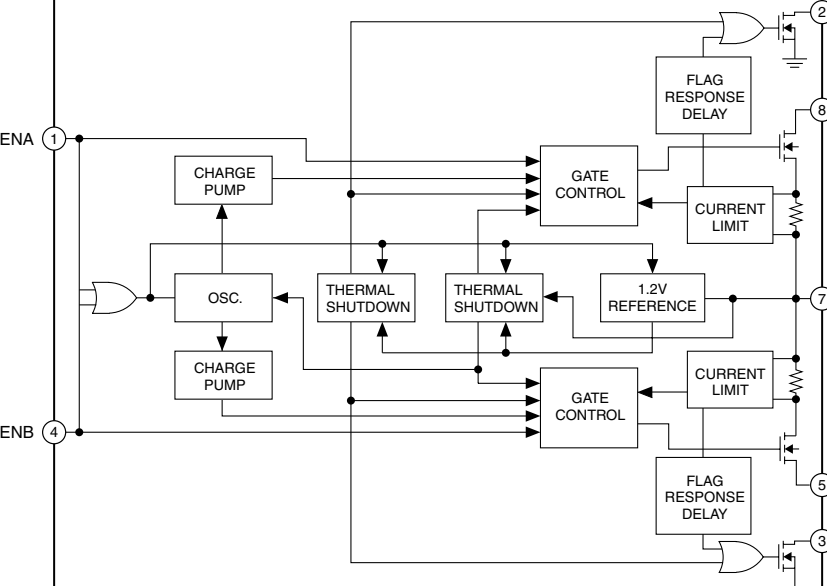 2
FLAG
RESPONSE
DELAY
8
ENA 1
CHARGE
PUMP
GATE
CONTROL
CURRENT
LIMIT
OSC.
THERMAL
SHUTDOWN
THERMAL
SHUTDOWN
1.2V
REFERENCE
7
CHARGE
PUMP
GATE
CONTROL
CURRENT
LIMIT
ENB 4
FLAG
RESPONSE
DELAY
5
3